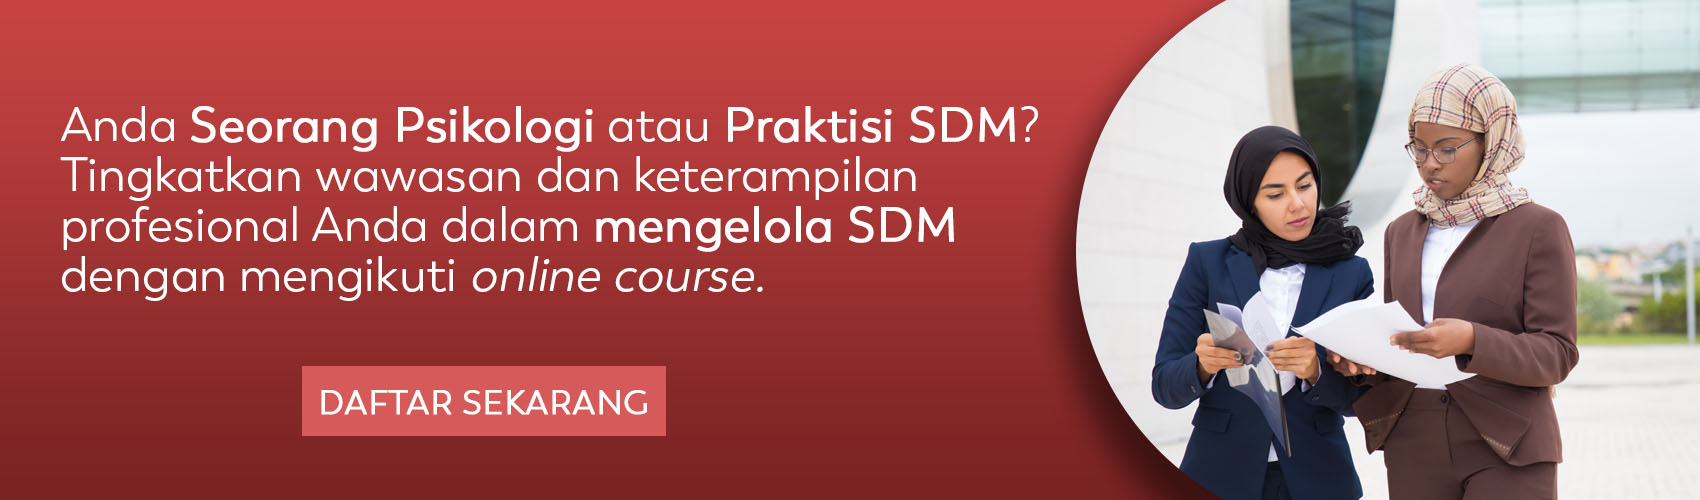 Anda Seorang Psikologi atau Praktisi SDM?
Tingkatkan wawasan dan keterampilan
profesional Anda dalam mengelola SDM
dengan mengikuti online course.
DAFTAR SEKARANG